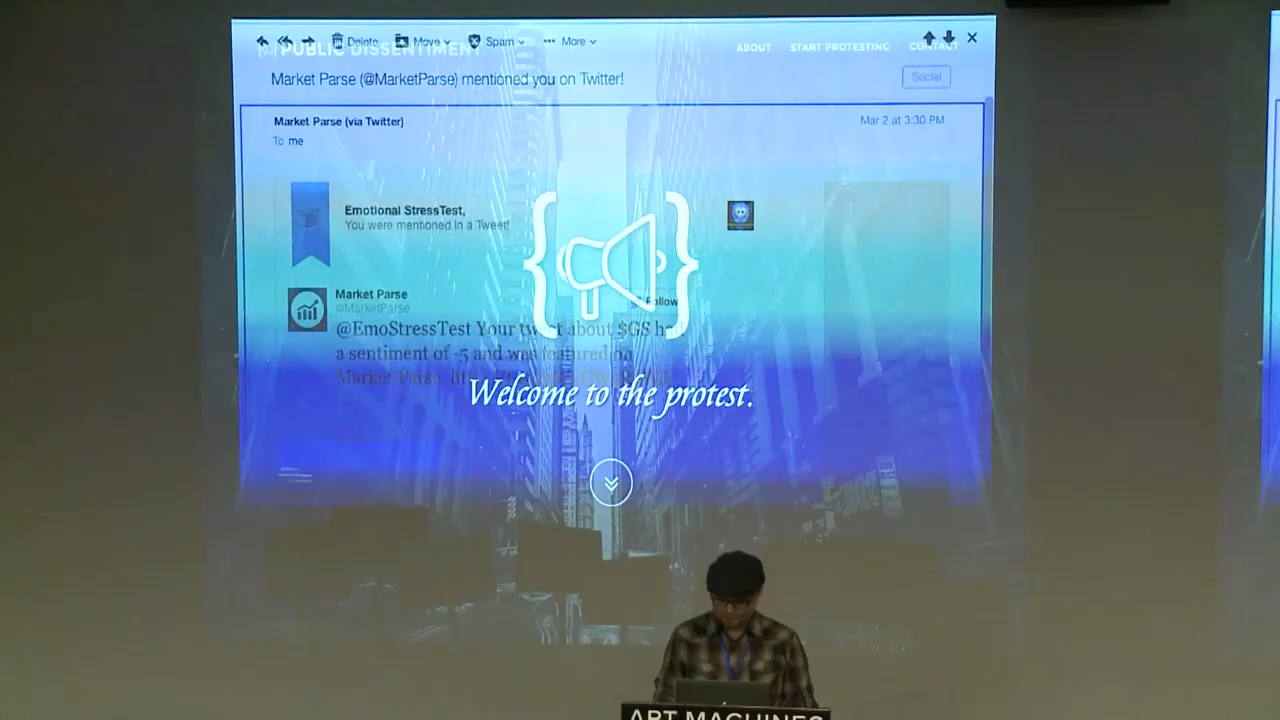 Delete Move Spam More
PUBLIC DISSENTIMENT ABOUT START PROTESTING CONTACT
Market Parse (@MarketParse) mentioned you on Twitter! Social
Market Parse (via Twitter) Mar 2 at 3:30 PM
To me
Emotional StressTest,
You were mentioned in a Tweet!
Market Parse
@MarketParse Follow
@EmoStressTest Your tweet about $GS had
a sentiment of -5 and was featured on
Market Parse.
Welcome to the protest.
ART MACHINES